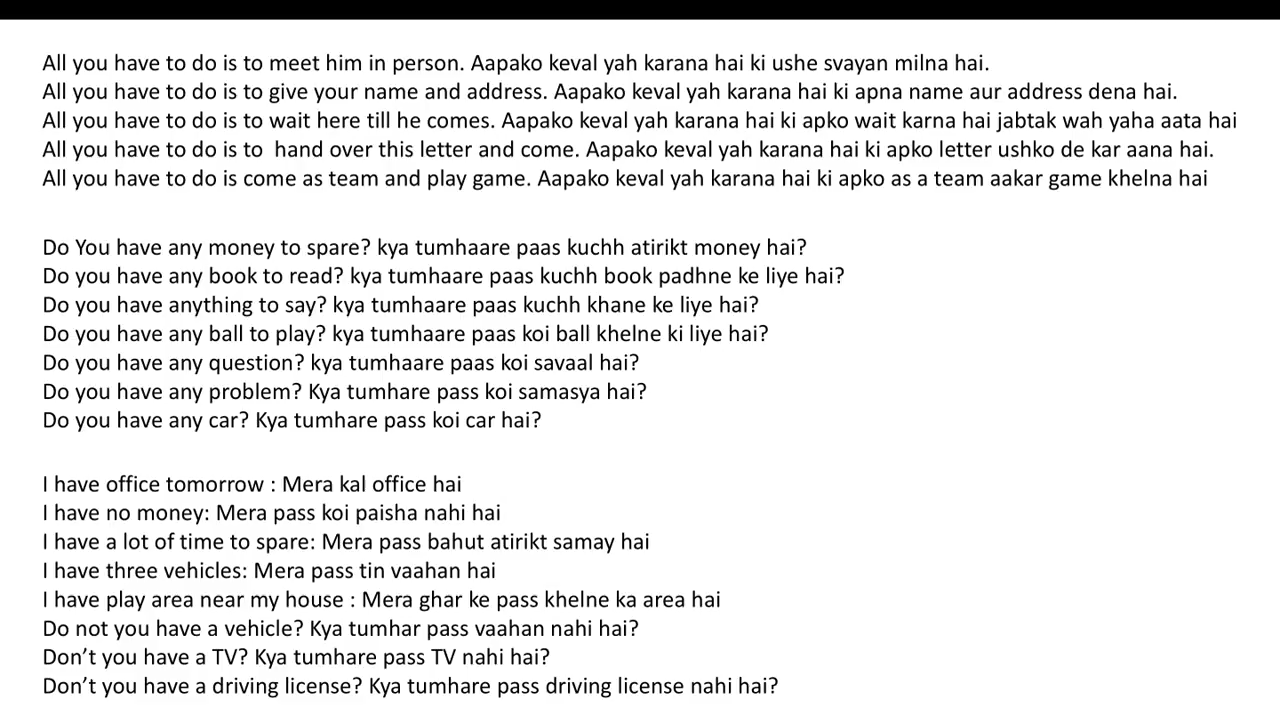 All you have to do is to meet him in person. Aapako keval yah karana hai ki ushe svayan milna hai.
All you have to do is to give your name and address. Aapako keval yah karana hai ki apna name aur address dena hai.
All you have to do is to wait here till he comes. Aapako keval yah karana hai ki apko wait karna hai jabtak wah yaha aata hai
All you have to do is to  hand over this letter and come. Aapako keval yah karana hai ki apko letter ushko de kar aana hai.
All you have to do is come as team and play game. Aapako keval yah karana hai ki apko as a team aakar game khelna hai
Do You have any money to spare? kya tumhaare paas kuchh atirikt money hai?
Do you have any book to read? kya tumhaare paas kuchh book padhne ke liye hai?
Do you have anything to say? kya tumhaare paas kuchh khane ke liye hai?
Do you have any ball to play? kya tumhaare paas koi ball khelne ki liye hai?
Do you have any question? kya tumhaare paas koi savaal hai?
Do you have any problem? Kya tumhare pass koi samasya hai?
Do you have any car? Kya tumhare pass koi car hai?
I have office tomorrow : Mera kal office hai
I have no money: Mera pass koi paisha nahi hai
I have a lot of time to spare: Mera pass bahut atirikt samay hai
I have three vehicles: Mera pass tin vaahan hai
I have play area near my house : Mera ghar ke pass khelne ka area hai
Do not you have a vehicle? Kya tumhar pass vaahan nahi hai?
Don’t you have a TV? Kya tumhare pass TV nahi hai?
Don’t you have a driving license? Kya tumhare pass driving license nahi hai?